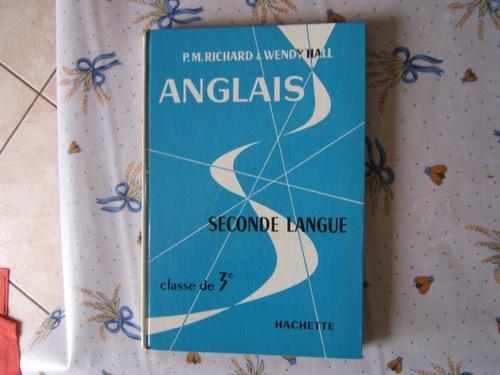 P.M. RICHARD & WENDY HALL
ANGLAIS
SECONDE LANGUE
classe de 3e
HACHETTE